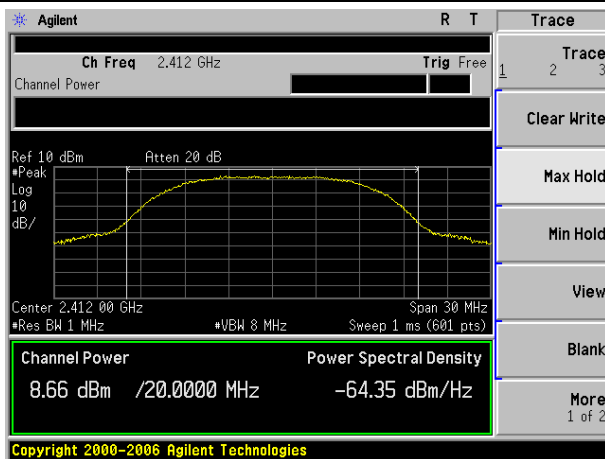 Agilent R T Trace
Ch Freq 2.412 GHz Trig Free
Channel Power
Trace
1 2 3
Clear Write
Ref 10 dBm Atten 20 dB
#Peak
Log
10
dB/
Max Hold
Min Hold
View
Center 2.412 00 GHz Span 30 MHz
#Res BW 1 MHz #VBW 8 MHz Sweep 1 ms (601 pts)
Blank
Channel Power Power Spectral Density
8.66 dBm /20.0000 MHz -64.35 dBm/Hz
More
1 of 2
Copyright 2000-2006 Agilent Technologies